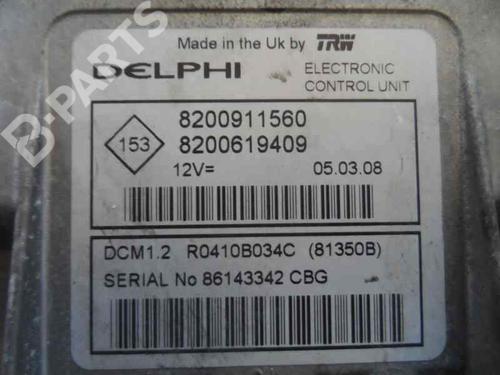 Made in the Uk by TRW
DELPHI
ELECTRONIC
CONTROL UNIT
153
8200911560
8200619409
12V=
05.03.08
DCM1.2 R0410B034C (81350B)
SERIAL No 86143342 CBG
B-PARTS